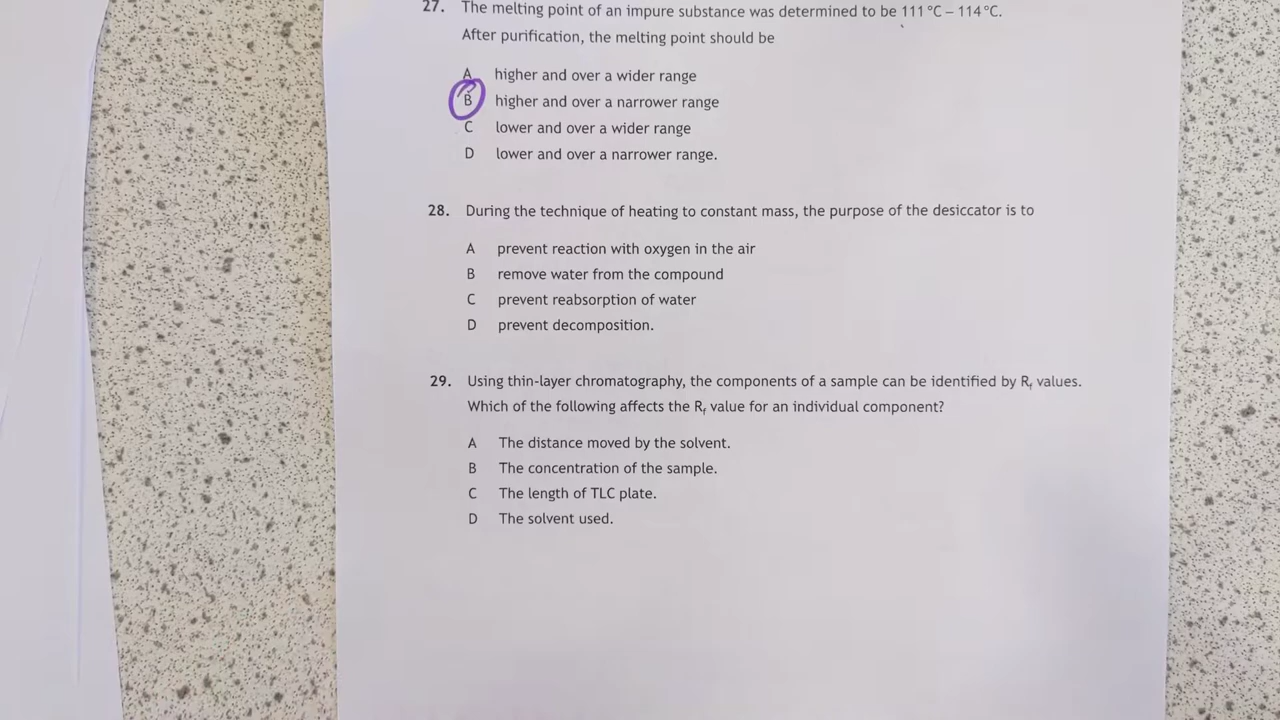 27. The melting point of an impure substance was determined to be 111 °C – 114 °C.
After purification, the melting point should be
A higher and over a wider range
B higher and over a narrower range
C lower and over a wider range
D lower and over a narrower range.
28. During the technique of heating to constant mass, the purpose of the desiccator is to
A prevent reaction with oxygen in the air
B remove water from the compound
C prevent reabsorption of water
D prevent decomposition.
29. Using thin-layer chromatography, the components of a sample can be identified by Rf values.
Which of the following affects the Rf value for an individual component?
A The distance moved by the solvent.
B The concentration of the sample.
C The length of TLC plate.
D The solvent used.